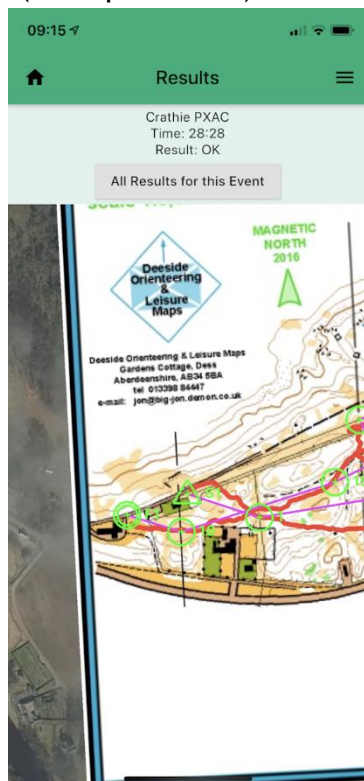 09:15
Results
Crathie PXAC
Time: 28:28
Result: OK
All Results for this Event
MAGNETIC
NORTH
2016
Deeside
Orienteering
&
Leisure
Maps
Deeside Orienteering & Leisure Maps
Gardens Cottage, Dess
Aberdeenshire, AB34 5BA
tel 013398 84447
e-mail: jon@big-jon.demon.co.uk